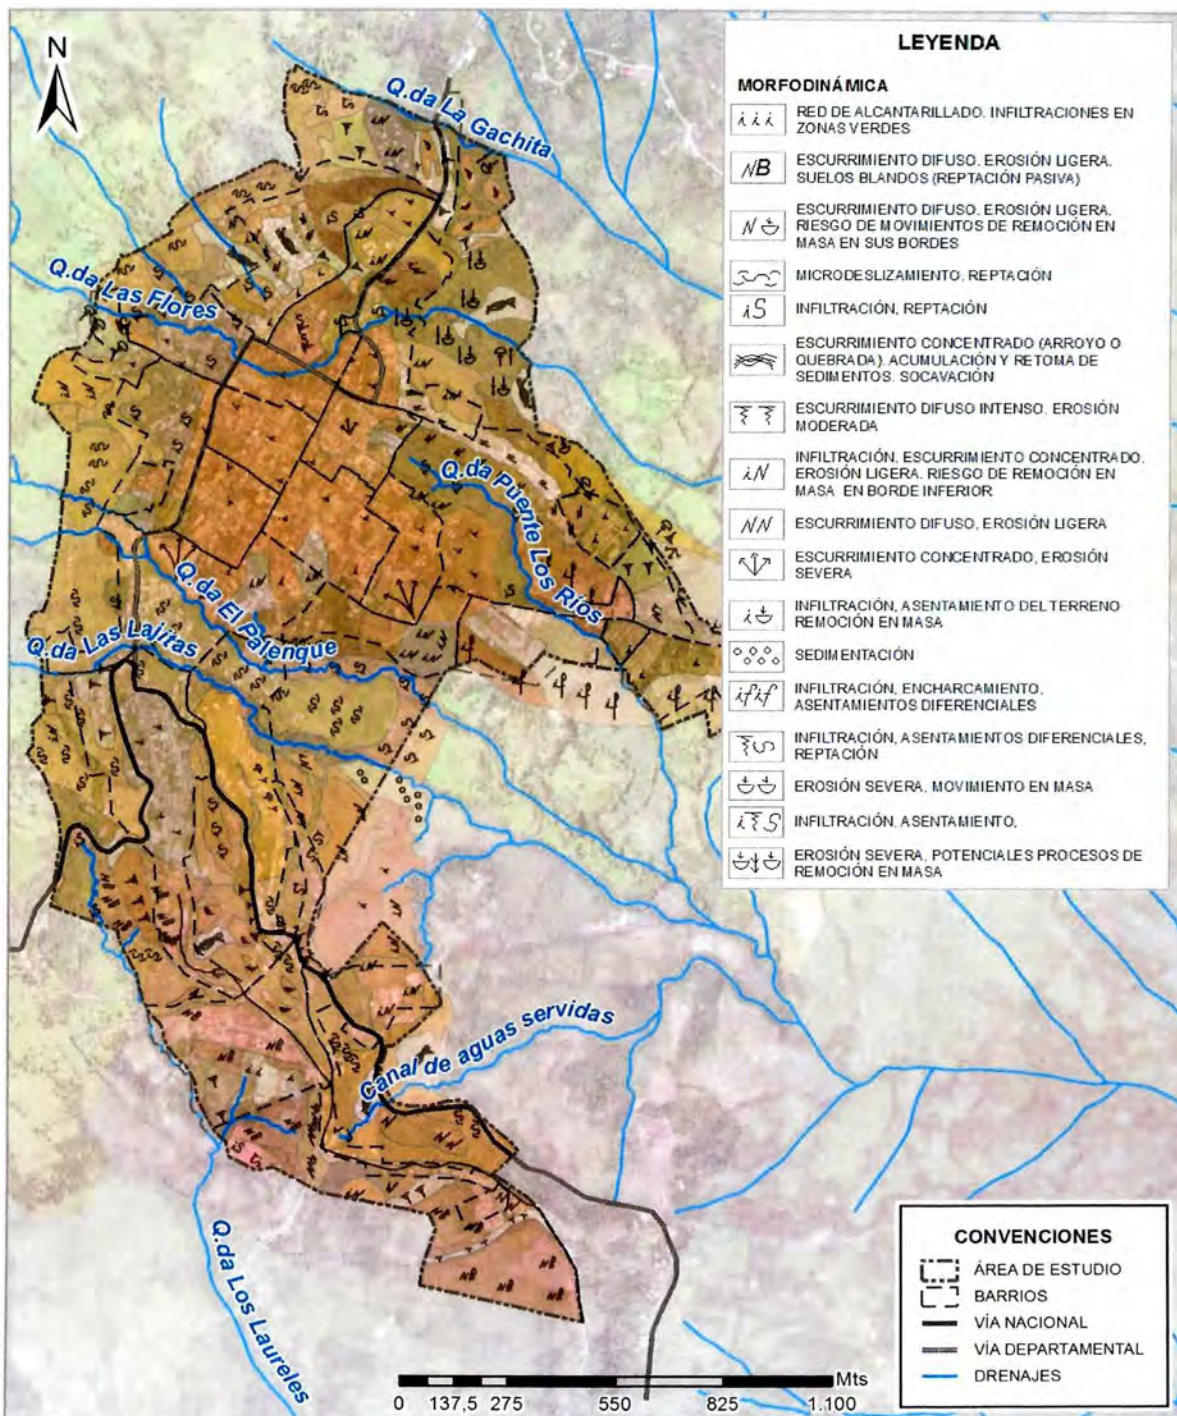 N
Q.da La Gachita
Q.da Las Flores
Q.da Puente Los Ríos
Q.da El Palenque
Q.da Las Lajitas
Canal de aguas servidas
Q.da Los Laureles
LEYENDA
MORFODINÁMICA
RED DE ALCANTARILLADO. INFILTRACIONES EN
ZONAS VERDES
ESCURRIMIENTO DIFUSO. EROSIÓN LIGERA.
SUELOS BLANDOS (REPTACIÓN PASIVA)
ESCURRIMIENTO DIFUSO. EROSIÓN LIGERA.
RIESGO DE MOVIMIENTOS DE REMOCIÓN EN
MASA EN SUS BORDES
MICRODESLIZAMIENTO, REPTACIÓN
INFILTRACIÓN, REPTACIÓN
ESCURRIMIENTO CONCENTRADO (ARROYO O
QUEBRADA). ACUMULACIÓN Y RETOMA DE
SEDIMENTOS. SOCAVACIÓN
ESCURRIMIENTO DIFUSO INTENSO. EROSIÓN
MODERADA
INFILTRACIÓN, ESCURRIMIENTO CONCENTRADO.
EROSIÓN LIGERA. RIESGO DE REMOCIÓN EN
MASA EN BORDE INFERIOR
ESCURRIMIENTO DIFUSO, EROSIÓN LIGERA
ESCURRIMIENTO CONCENTRADO, EROSIÓN
SEVERA
INFILTRACIÓN, ASENTAMIENTO DEL TERRENO
REMOCIÓN EN MASA
SEDIMENTACIÓN
INFILTRACIÓN, ENCHARCAMIENTO,
ASENTAMIENTOS DIFERENCIALES
INFILTRACIÓN, ASENTAMIENTOS DIFERENCIALES,
REPTACIÓN
EROSIÓN SEVERA, MOVIMIENTO EN MASA
INFILTRACIÓN, ASENTAMIENTO,
EROSIÓN SEVERA, POTENCIALES PROCESOS DE
REMOCIÓN EN MASA
CONVENCIONES
ÁREA DE ESTUDIO
BARRIOS
VÍA NACIONAL
VÍA DEPARTAMENTAL
DRENAJES
Mts
0 137,5 275 550 825 1.100